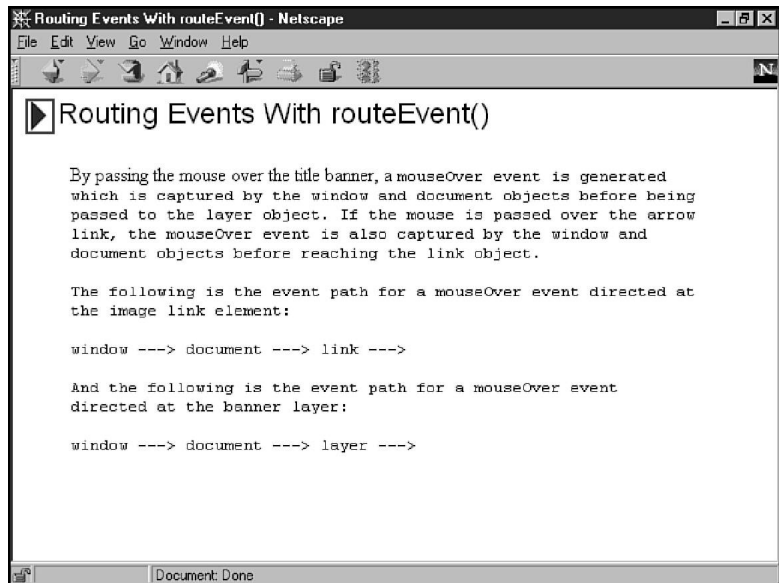 Routing Events With routeEvent() - Netscape
File Edit View Go Window Help
N
Routing Events With routeEvent()
By passing the mouse over the title banner, a mouseOver event is generated
which is captured by the window and document objects before being
passed to the layer object. If the mouse is passed over the arrow
link, the mouseOver event is also captured by the window and
document objects before reaching the link object.
The following is the event path for a mouseOver event directed at
the image link element:
window ---> document ---> link --->
And the following is the event path for a mouseOver event
directed at the banner layer:
window ---> document ---> layer --->
Document: Done